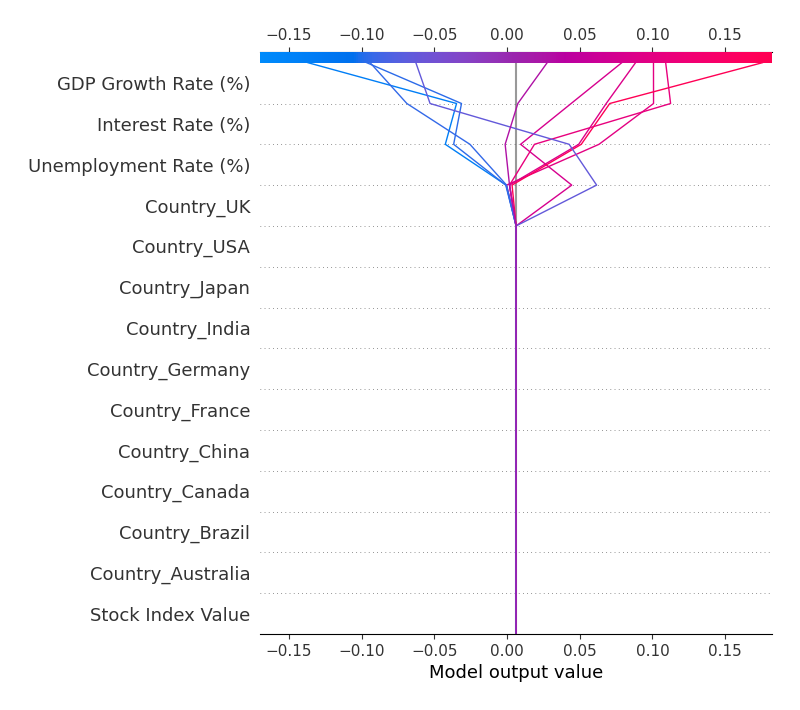 −0.15 −0.10 −0.05 0.00 0.05 0.10 0.15
GDP Growth Rate (%)
Interest Rate (%)
Unemployment Rate (%)
Country_UK
Country_USA
Country_Japan
Country_India
Country_Germany
Country_France
Country_China
Country_Canada
Country_Brazil
Country_Australia
Stock Index Value
−0.15 −0.10 −0.05 0.00 0.05 0.10 0.15
Model output value